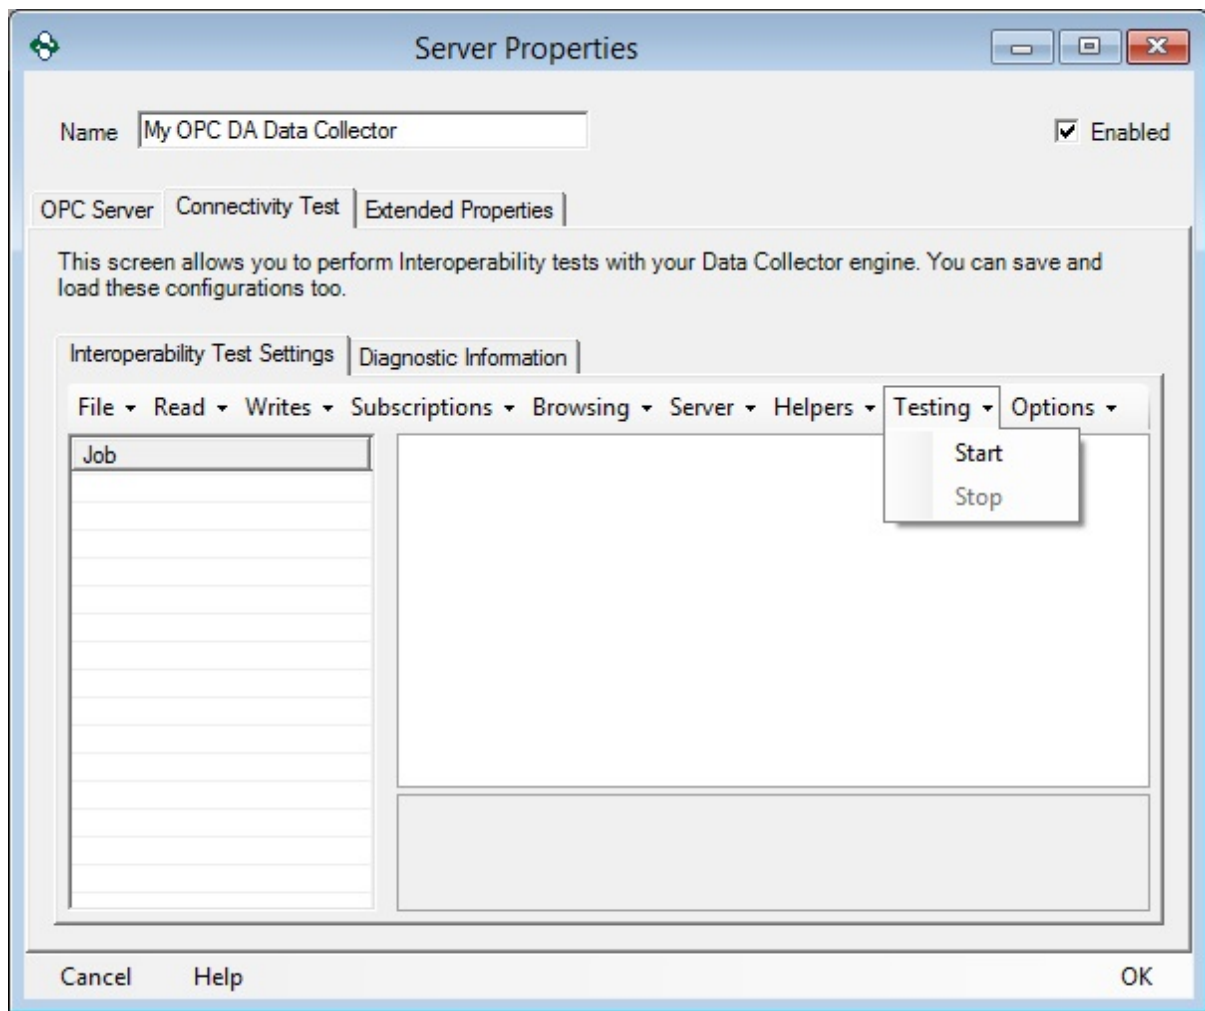 Server Properties
Name My OPC DA Data Collector Enabled
OPC Server Connectivity Test Extended Properties
This screen allows you to perform Interoperability tests with your Data Collector engine. You can save and
load these configurations too.
Interoperability Test Settings Diagnostic Information
File Read Writes Subscriptions Browsing Server Helpers Testing Options
Job
Start
Stop
Cancel Help OK